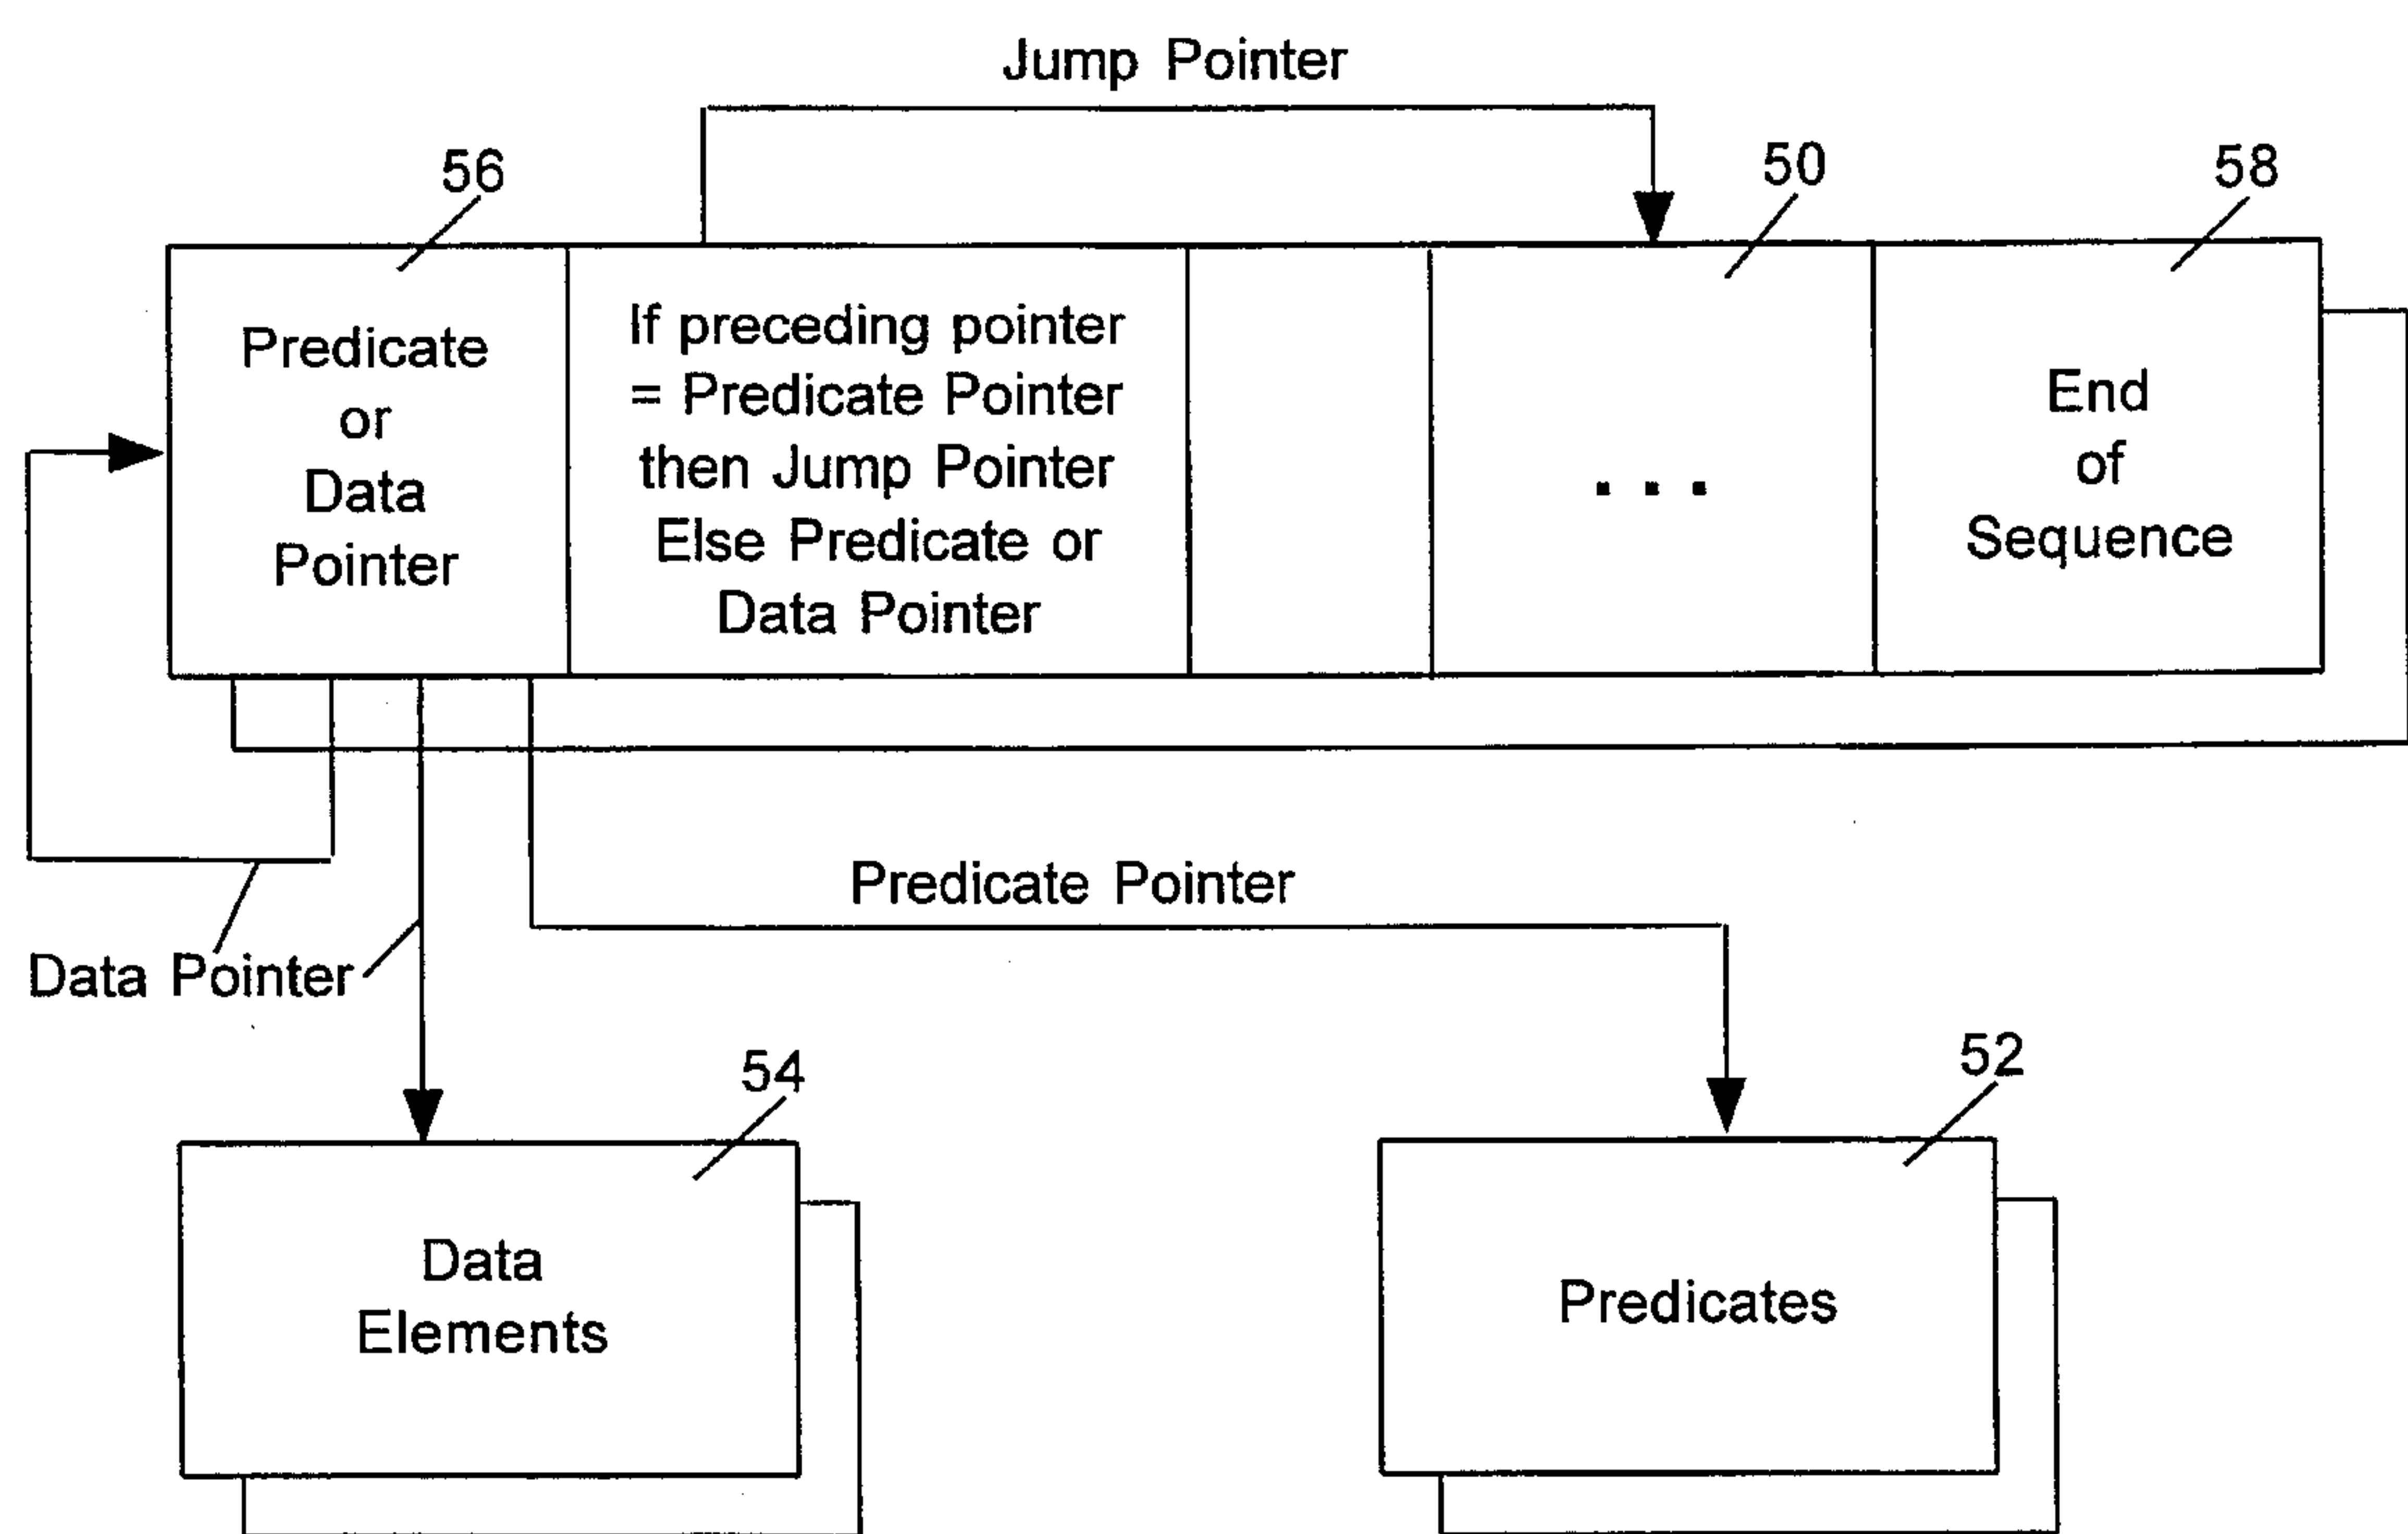 Jump Pointer
56
50
58
Predicate
or
Data
Pointer
If preceding pointer
= Predicate Pointer
then Jump Pointer
Else Predicate or
Data Pointer
. . .
End
of
Sequence
Predicate Pointer
Data Pointer
54
52
Data
Elements
Predicates